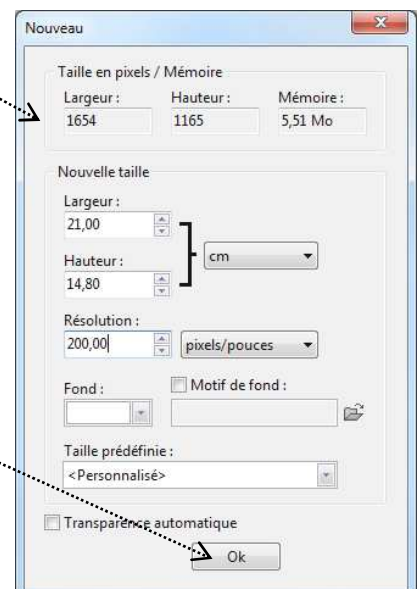 Nouveau
Taille en pixels / Mémoire
Largeur : Hauteur : Mémoire :
1654 1165 5,51 Mo
Nouvelle taille
Largeur :
21,00
cm
Hauteur :
14,80
Résolution :
200,00 pixels/pouces
Fond : Motif de fond :
Taille prédéfinie :
<Personnalisé>
Transparence automatique
Ok